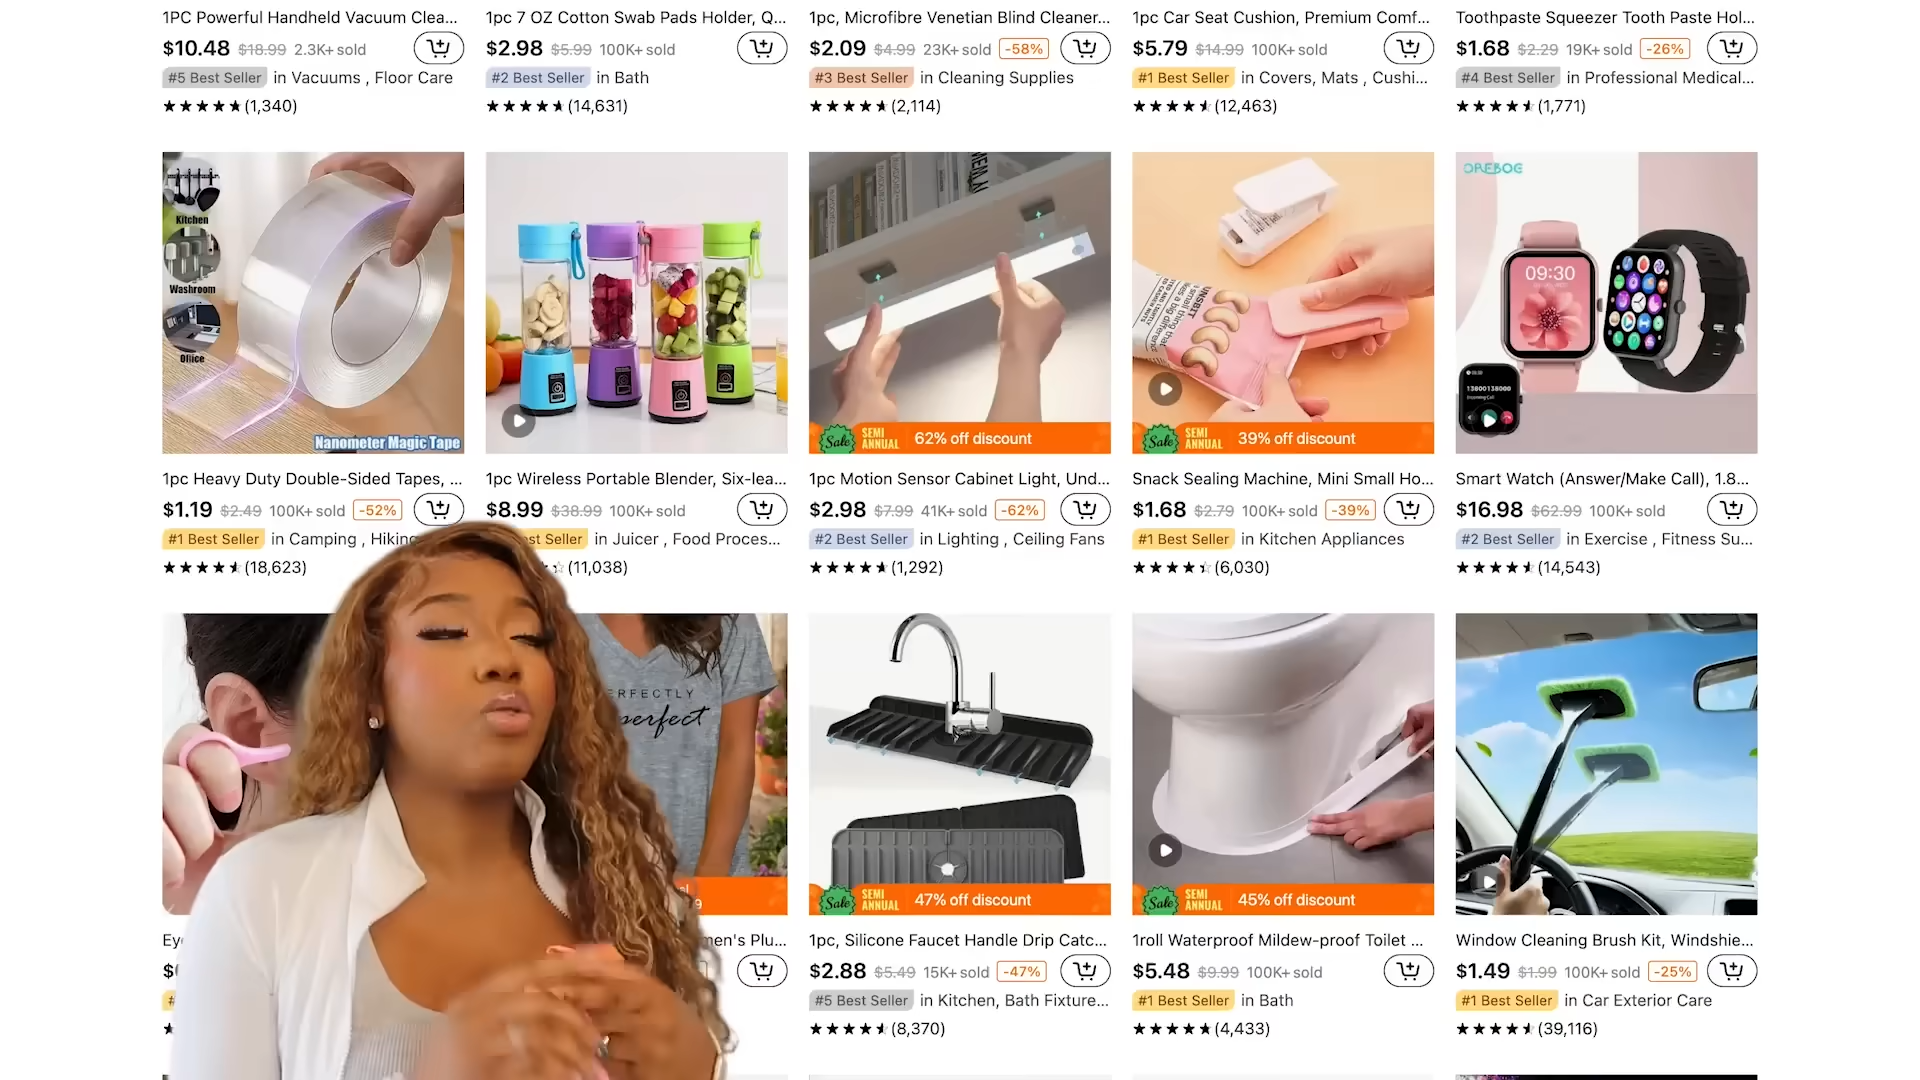 1PC Powerful Handheld Vacuum Clea...
$10.48 $18.99 2.3K+ sold
#5 Best Seller in Vacuums , Floor Care
(1,340)
1pc 7 OZ Cotton Swab Pads Holder, Q...
$2.98 $5.99 100K+ sold
#2 Best Seller in Bath
(14,631)
1pc, Microfibre Venetian Blind Cleaner...
$2.09 $4.99 23K+ sold -58%
#3 Best Seller in Cleaning Supplies
(2,114)
1pc Car Seat Cushion, Premium Comf...
$5.79 $14.99 100K+ sold
#1 Best Seller in Covers, Mats , Cushi...
(12,463)
Toothpaste Squeezer Tooth Paste Hol...
$1.68 $2.29 19K+ sold -26%
#4 Best Seller in Professional Medical...
(1,771)
Kitchen
Washroom
Office
Nanometer Magic Tape
1pc Heavy Duty Double-Sided Tapes, ...
$1.19 $2.49 100K+ sold -52%
#1 Best Seller in Camping , Hiking
(18,623)
1pc Wireless Portable Blender, Six-lea...
$8.99 $38.99 100K+ sold
Best Seller in Juicer , Food Proces...
(11,038)
Sale SEMI ANNUAL 62% off discount
1pc Motion Sensor Cabinet Light, Und...
$2.98 $7.99 41K+ sold -62%
#2 Best Seller in Lighting , Ceiling Fans
(1,292)
Sale SEMI ANNUAL 39% off discount
Snack Sealing Machine, Mini Small Ho...
$1.68 $2.79 100K+ sold -39%
#1 Best Seller in Kitchen Appliances
(6,030)
09:30
13800138000
Smart Watch (Answer/Make Call), 1.8...
$16.98 $62.99 100K+ sold
#2 Best Seller in Exercise , Fitness Su...
(14,543)
ERFECTLY
perfect
men's Plu...
Sale SEMI ANNUAL 47% off discount
1pc, Silicone Faucet Handle Drip Catc...
$2.88 $5.49 15K+ sold -47%
#5 Best Seller in Kitchen, Bath Fixture...
(8,370)
Sale SEMI ANNUAL 45% off discount
1roll Waterproof Mildew-proof Toilet ...
$5.48 $9.99 100K+ sold
#1 Best Seller in Bath
(4,433)
Window Cleaning Brush Kit, Windshie...
$1.49 $1.99 100K+ sold -25%
#1 Best Seller in Car Exterior Care
(39,116)